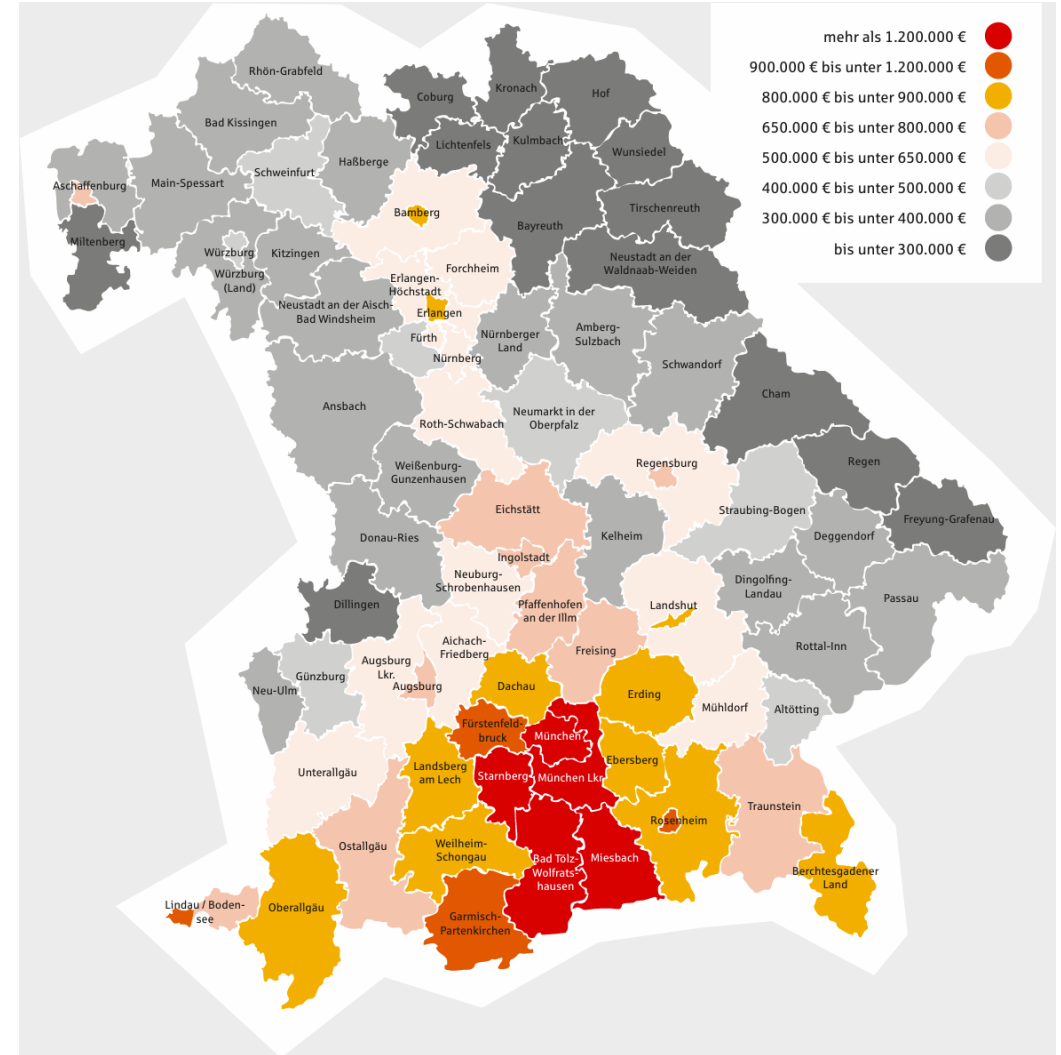 mehr als 1.200.000 €
900.000 € bis unter 1.200.000 €
800.000 € bis unter 900.000 €
650.000 € bis unter 800.000 €
500.000 € bis unter 650.000 €
400.000 € bis unter 500.000 €
300.000 € bis unter 400.000 €
bis unter 300.000 €
Rhön-Grabfeld
Coburg
Kronach
Hof
Bad Kissingen
Lichtenfels
Kulmbach
Wunsiedel
Haßberge
Schweinfurt
Main-Spessart
Aschaffenburg
Bamberg
Tirschenreuth
Bayreuth
Miltenberg
Würzburg
Kitzingen
Würzburg
(Land)
Forchheim
Neustadt an der
Waldnaab-Weiden
Erlangen-
Höchstadt
Neustadt an der Aisch-
Bad Windsheim
Erlangen
Fürth
Nürnberg
Nürnberger
Land
Amberg-
Sulzbach
Schwandorf
Cham
Ansbach
Roth-Schwabach
Neumarkt in der
Oberpfalz
Regensburg
Regen
Weißenburg-
Gunzenhausen
Eichstätt
Straubing-Bogen
Freyung-Grafenau
Donau-Ries
Kelheim
Deggendorf
Ingolstadt
Neuburg-
Schrobenhausen
Dingolfing-
Landau
Passau
Dillingen
Pfaffenhofen
an der Illm
Landshut
Aichach-
Friedberg
Freising
Rottal-Inn
Augsburg
Lkr.
Augsburg
Günzburg
Neu-Ulm
Dachau
Erding
Mühldorf
Altötting
Fürstenfeld-
bruck
München
Ebersberg
Unterallgäu
Landsberg
am Lech
Starnberg
München Lkr.
Traunstein
Rosenheim
Ostallgäu
Weilheim-
Schongau
Bad Tölz-
Wolfrats-
hausen
Miesbach
Berchtesgadener
Land
Lindau / Boden-
see
Oberallgäu
Garmisch-
Partenkirchen